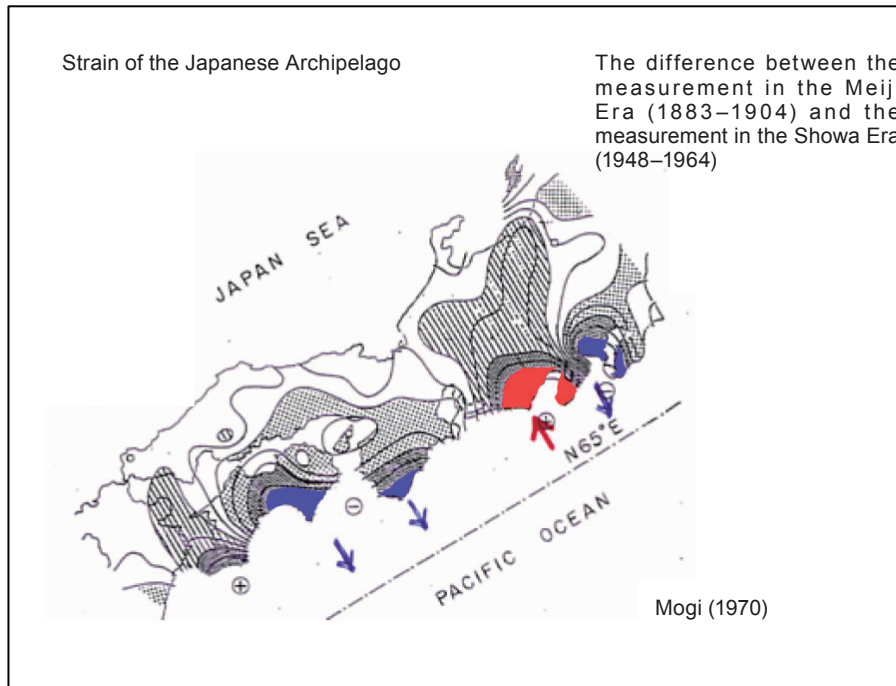 Strain of the Japanese Archipelago
The difference between the
measurement in the Meij
Era (1883–1904) and the
measurement in the Showa Era
(1948–1964)
JAPAN SEA
N65°E
PACIFIC OCEAN
Mogi (1970)